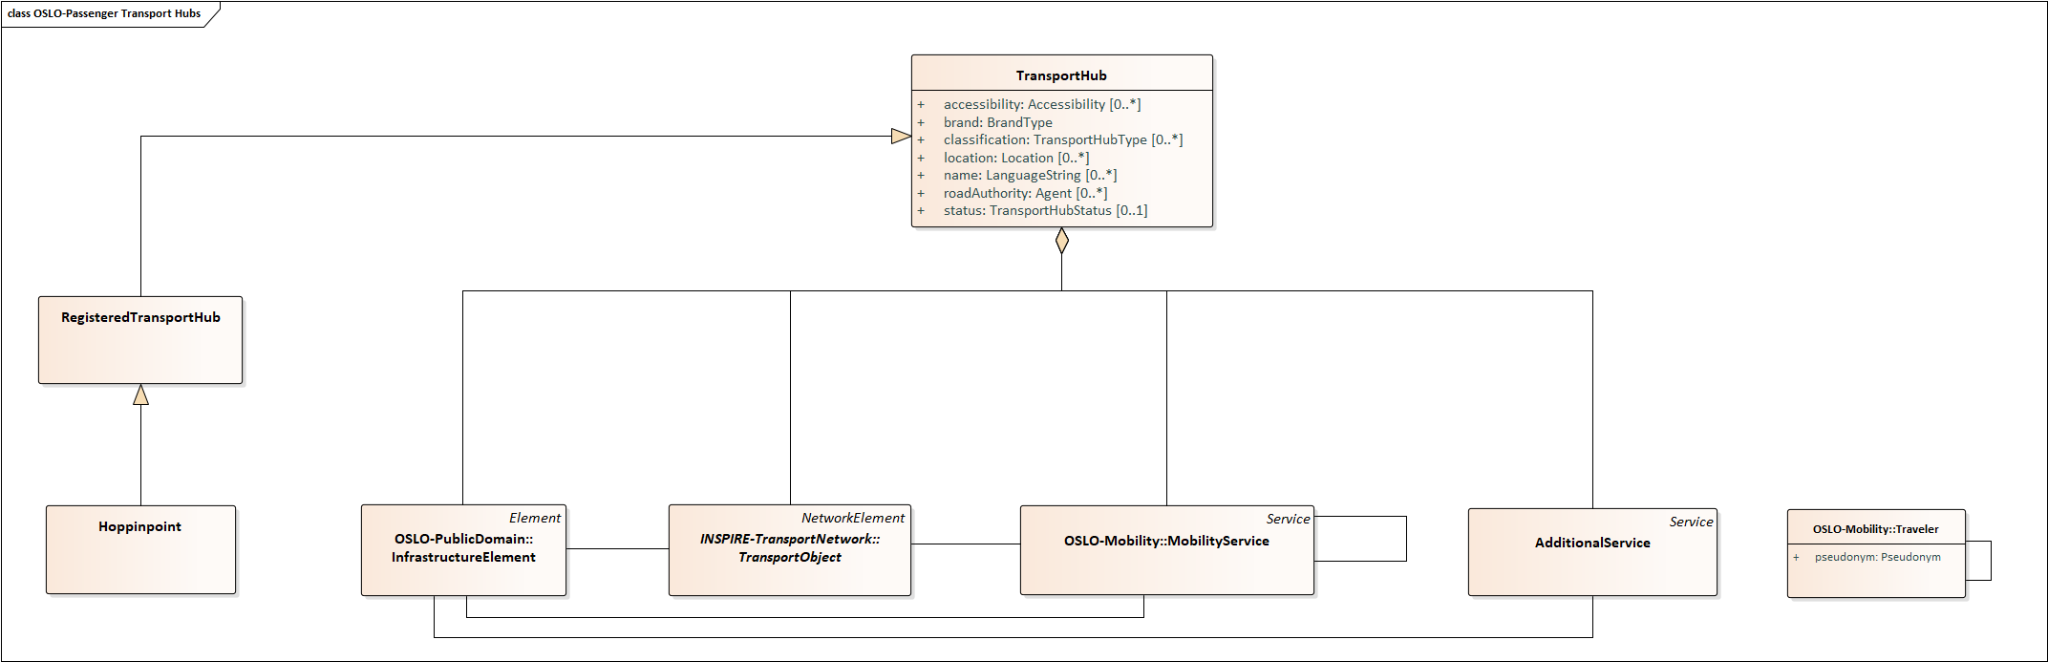 class OSLO-Passenger Transport Hubs
TransportHub
+ accessibility: Accessibility [0..*]
+ brand: BrandType
+ classification: TransportHubType [0..*]
+ location: Location [0..*]
+ name: LanguageString [0..*]
+ roadAuthority: Agent [0..*]
+ status: TransportHubStatus [0..1]
RegisteredTransportHub
Hoppinpoint
Element
OSLO-PublicDomain::
InfrastructureElement
NetworkElement
INSPIRE-TransportNetwork::
TransportObject
Service
OSLO-Mobility::MobilityService
Service
AdditionalService
OSLO-Mobility::Traveler
+ pseudonym: Pseudonym